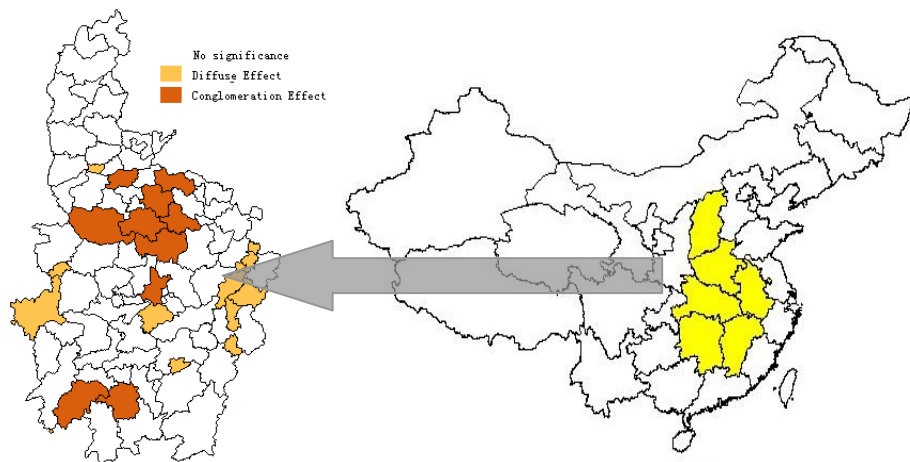 No significance
Diffuse Effect
Conglomeration Effect